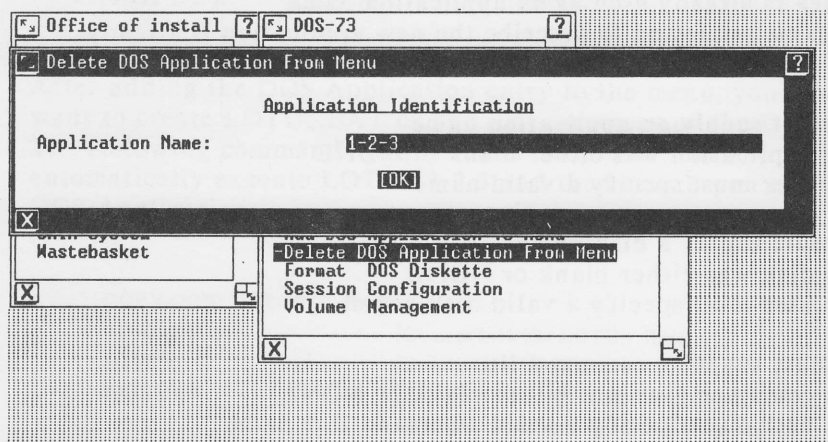 Office of install ?
DOS-73 ?
Delete DOS Application From Menu ?
Application Identification
Application Name: 1-2-3
[OK]
X
Wastebasket
Delete DOS Application From Menu
Format DOS Diskette
Session Configuration
Volume Management
X
X